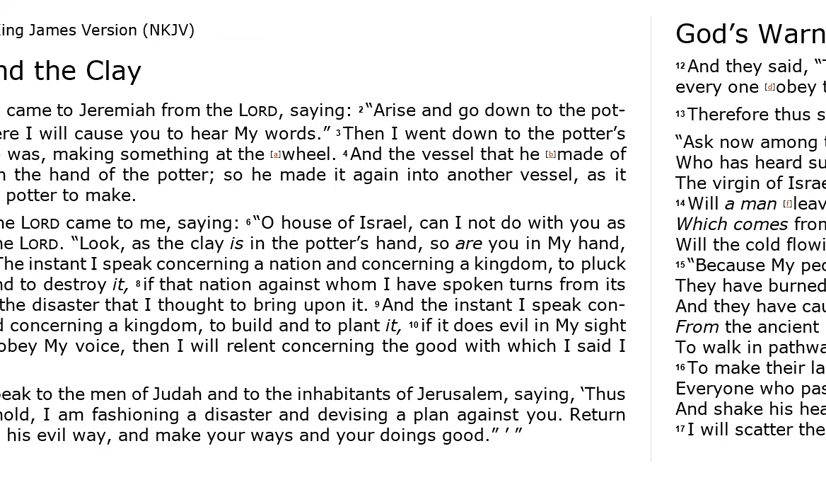 ing James Version (NKJV)
nd the Clay
came to Jeremiah from the LORD, saying: 2“Arise and go down to the pot-
ere I will cause you to hear My words.” 3Then I went down to the potter’s
was, making something at the [a]wheel. 4And the vessel that he [b]made of
n the hand of the potter; so he made it again into another vessel, as it
potter to make.
he LORD came to me, saying: 6“O house of Israel, can I not do with you as
he LORD. “Look, as the clay is in the potter’s hand, so are you in My hand,
The instant I speak concerning a nation and concerning a kingdom, to pluck
nd to destroy it, 8if that nation against whom I have spoken turns from its
the disaster that I thought to bring upon it. 9And the instant I speak con-
d concerning a kingdom, to build and to plant it, 10if it does evil in My sight
obey My voice, then I will relent concerning the good with which I said I
eak to the men of Judah and to the inhabitants of Jerusalem, saying, ‘Thus
hold, I am fashioning a disaster and devising a plan against you. Return
his evil way, and make your ways and your doings good.” ’ ”
God’s Warn
12And they said, “T
every one [d]obey t
13Therefore thus s
“Ask now among t
Who has heard su
The virgin of Israe
14Will a man [f]leav
Which comes from
Will the cold flowi
15“Because My peo
They have burned
And they have cau
From the ancient
To walk in pathwa
16To make their la
Everyone who pas
And shake his hea
17I will scatter the